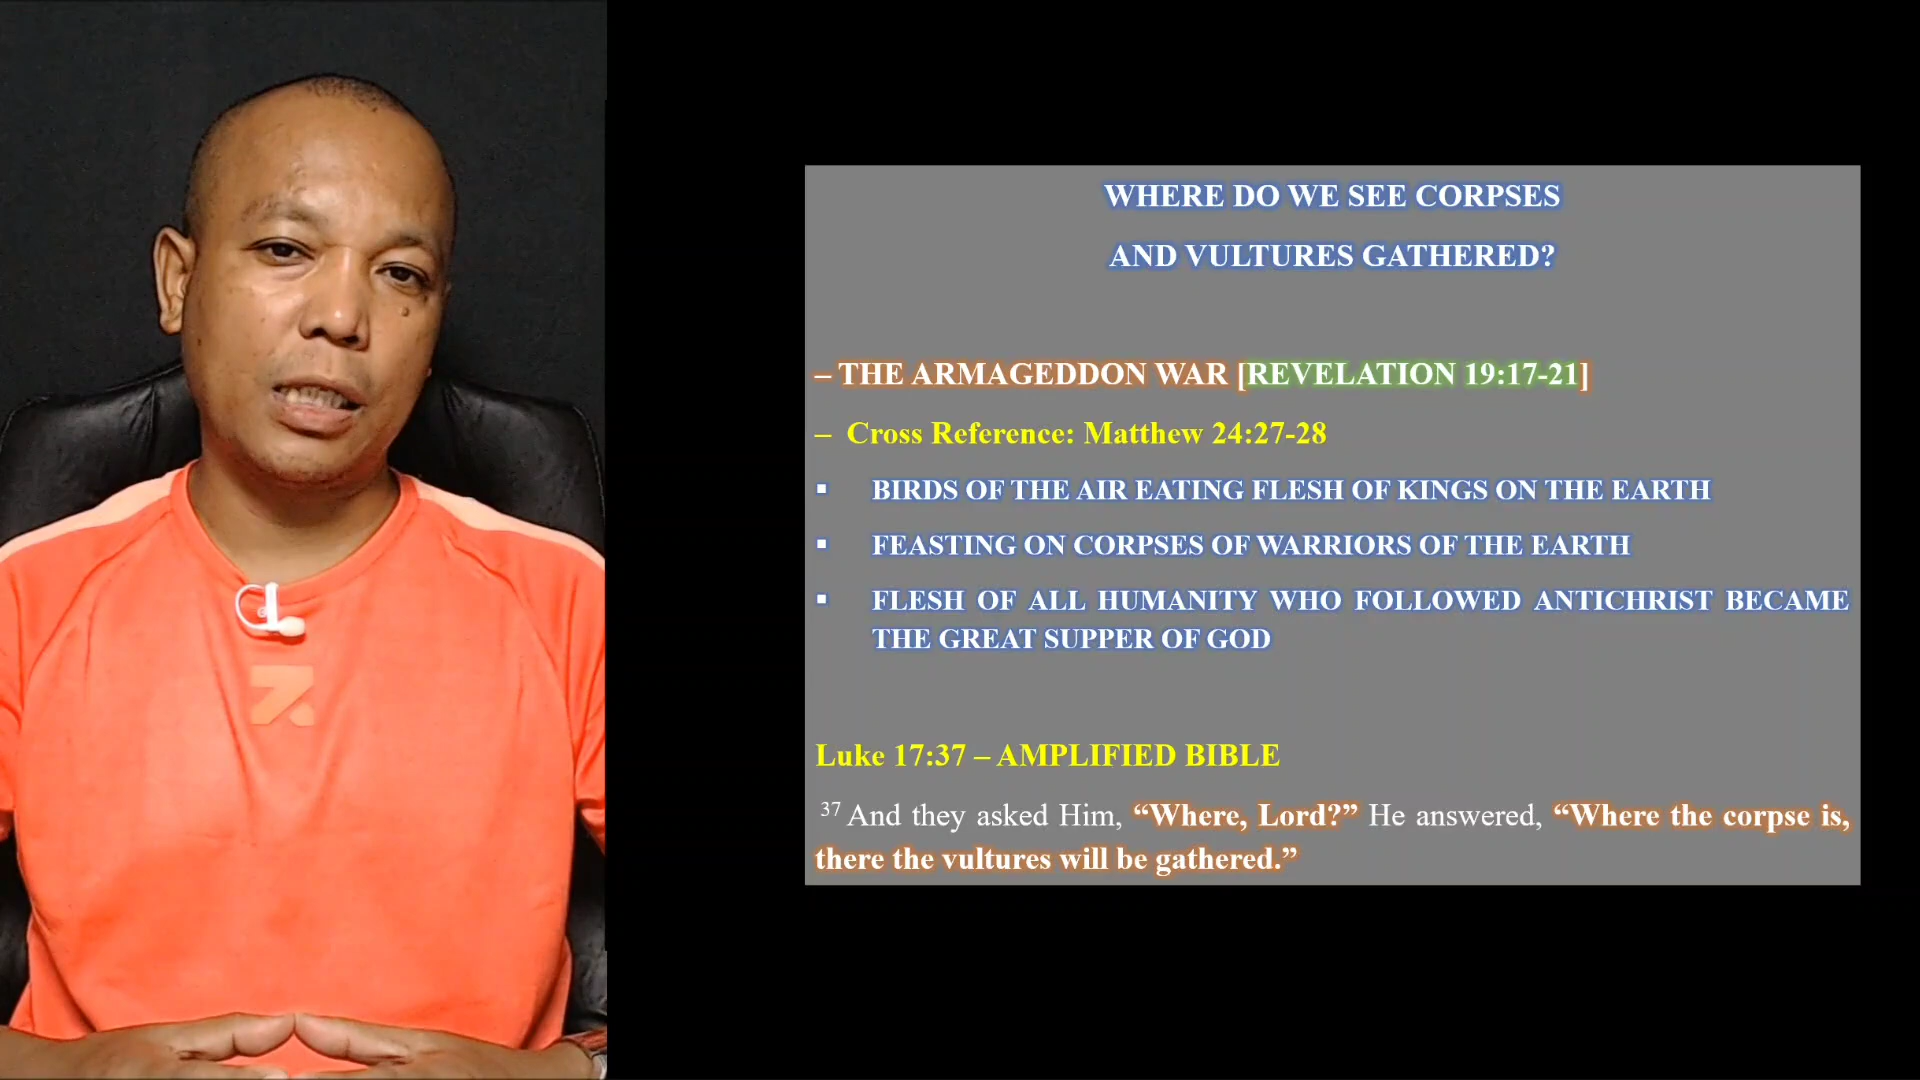 WHERE DO WE SEE CORPSES
AND VULTURES GATHERED?
– THE ARMAGEDDON WAR [REVELATION 19:17-21]
– Cross Reference: Matthew 24:27-28
▪ BIRDS OF THE AIR EATING FLESH OF KINGS ON THE EARTH
▪ FEASTING ON CORPSES OF WARRIORS OF THE EARTH
▪ FLESH OF ALL HUMANITY WHO FOLLOWED ANTICHRIST BECAME
THE GREAT SUPPER OF GOD
Luke 17:37 – AMPLIFIED BIBLE
37 And they asked Him, “Where, Lord?” He answered, “Where the corpse is,
there the vultures will be gathered.”